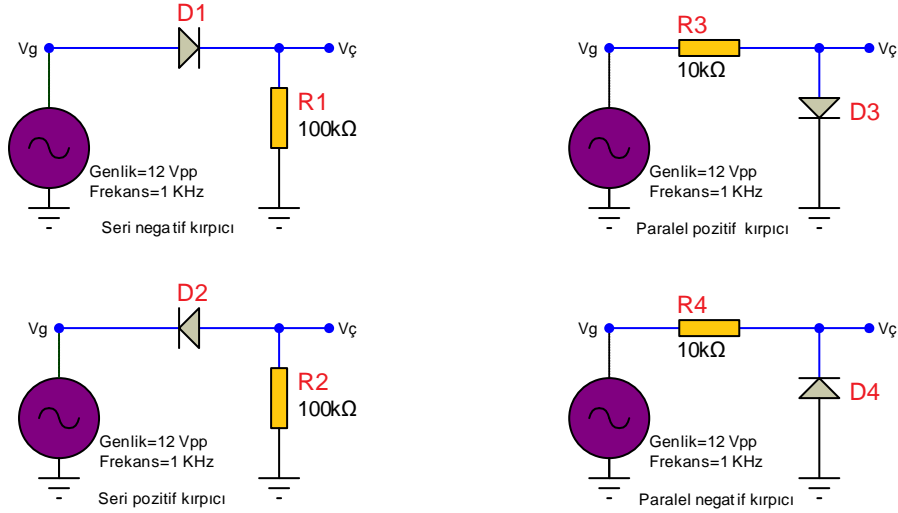 D1
Vg
Vç
R1
100kΩ
Genlik=12 Vpp
Frekans=1 KHz
Seri negatif kırpıcı
R3
Vg
Vç
10kΩ
D3
Genlik=12 Vpp
Frekans=1 KHz
Paralel pozitif kırpıcı
D2
Vg
Vç
R2
100kΩ
Genlik=12 Vpp
Frekans=1 KHz
Seri pozitif kırpıcı
R4
Vg
Vç
10kΩ
D4
Genlik=12 Vpp
Frekans=1 KHz
Paralel negatif kırpıcı